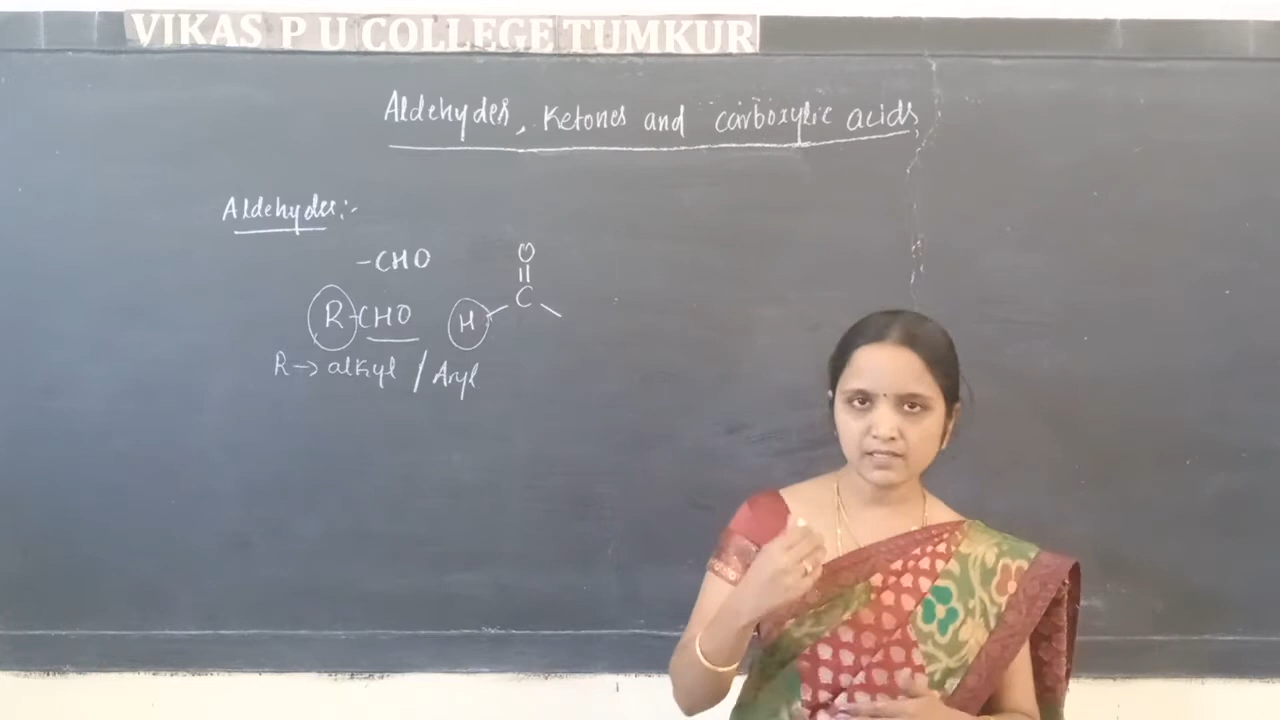 VIKAS P U COLLEGE TUMKUR
Aldehydes, Ketones and carboxylic acids
Aldehydes:-
-CHO
O
||
C
R-CHO H
R→ alkyl / Aryl